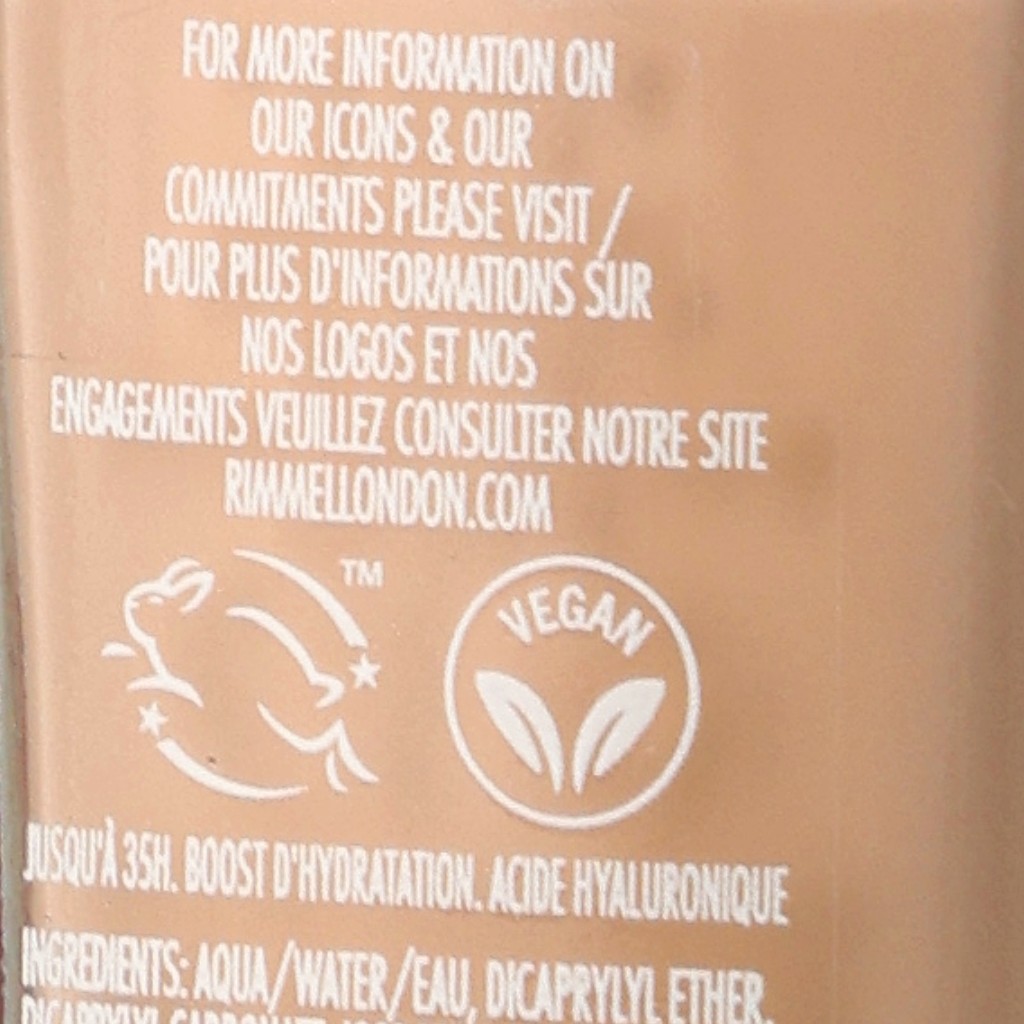 FOR MORE INFORMATION ON
OUR ICONS & OUR
COMMITMENTS PLEASE VISIT /
POUR PLUS D'INFORMATIONS SUR
NOS LOGOS ET NOS
ENGAGEMENTS VEUILLEZ CONSULTER NOTRE SITE
RIMMELLONDON.COM
TM
VEGAN
JUSQU'À 35H. BOOST D'HYDRATATION. ACIDE HYALURONIQUE
INGREDIENTS: AQUA/WATER/EAU, DICAPRYLYL ETHER,
DICAPRYLYL CARBONATE,